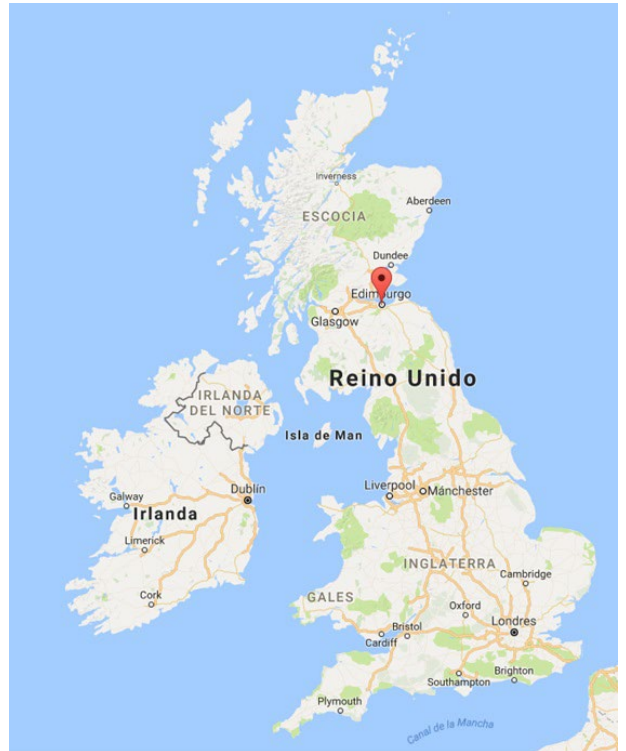 Inverness
Aberdeen
ESCOCIA
Dundee
Edimburgo
Glasgow
Reino Unido
IRLANDA
DEL NORTE
Isla de Man
Liverpool
Mánchester
Dublín
Galway
Irlanda
Limerick
INGLATERRA
Cambridge
Cork
GALES
Oxford
Bristol
Londres
Cardiff
Brighton
Southampton
Plymouth
Canal de la Mancha